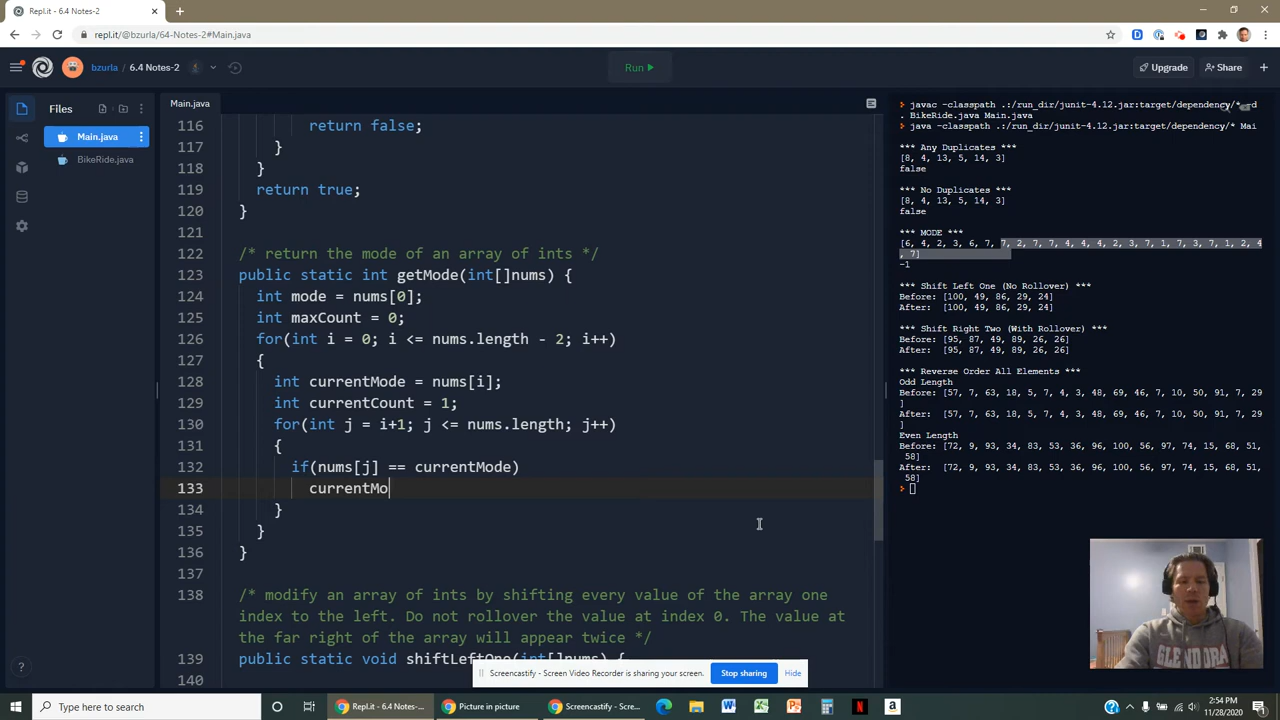 Repl.it - 6.4 Notes-2
repl.it/@bzurla/64-Notes-2#Main.java
bzurla / 6.4 Notes-2
Run
Upgrade
Share
Files
Main.java
BikeRide.java
Main.java
116 return false;
117 }
118 }
119 return true;
120 }
121
122 /* return the mode of an array of ints */
123 public static int getMode(int[]nums) {
124 int mode = nums[0];
125 int maxCount = 0;
126 for(int i = 0; i <= nums.length - 2; i++)
127 {
128 int currentMode = nums[i];
129 int currentCount = 1;
130 for(int j = i+1; j <= nums.length; j++)
131 {
132 if(nums[j] == currentMode)
133 currentMo
134 }
135 }
136 }
137
138 /* modify an array of ints by shifting every value of the array one
index to the left. Do not rollover the value at index 0. The value at
the far right of the array will appear twice */
139 public static void shiftLeftOne(int[]nums) {
140
javac -classpath .:/run_dir/junit-4.12.jar:target/dependency/* -d
. BikeRide.java Main.java
java -classpath .:/run_dir/junit-4.12.jar:target/dependency/* Mai
*** Any Duplicates ***
[8, 4, 13, 5, 14, 3]
false
*** No Duplicates ***
[8, 4, 13, 5, 14, 3]
false
*** MODE ***
[6, 4, 2, 3, 6, 7, 7, 2, 7, 7, 4, 4, 4, 2, 3, 7, 1, 7, 3, 7, 1, 2, 4
, 7]
-1
*** Shift Left One (No Rollover) ***
Before: [100, 49, 86, 29, 24]
After: [100, 49, 86, 29, 24]
*** Shift Right Two (With Rollover) ***
Before: [95, 87, 49, 89, 26, 26]
After: [95, 87, 49, 89, 26, 26]
*** Reverse Order All Elements ***
Odd Length
Before: [57, 7, 63, 18, 5, 7, 4, 3, 48, 69, 46, 7, 10, 50, 91, 7, 29
]
After: [57, 7, 63, 18, 5, 7, 4, 3, 48, 69, 46, 7, 10, 50, 91, 7, 29
]
Even Length
Before: [72, 9, 93, 34, 83, 53, 36, 96, 100, 56, 97, 74, 15, 68, 51,
58]
After: [72, 9, 93, 34, 83, 53, 36, 96, 100, 56, 97, 74, 15, 68, 51,
58]
GLENDORA
Screencastify - Screen Video Recorder is sharing your screen.
Stop sharing
Hide
Type here to search
Repl.it - 6.4 Notes-...
Picture in picture
Screencastify - Scre...
2:54 PM
11/28/2020